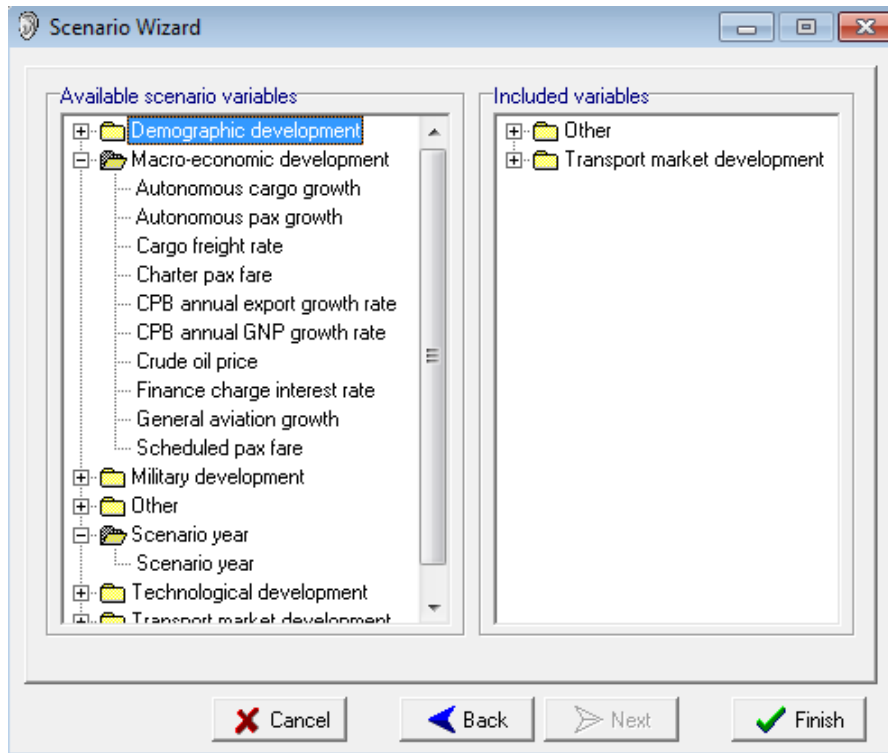 Scenario Wizard
Available scenario variables
Demographic development
Macro-economic development
Autonomous cargo growth
Autonomous pax growth
Cargo freight rate
Charter pax fare
CPB annual export growth rate
CPB annual GNP growth rate
Crude oil price
Finance charge interest rate
General aviation growth
Scheduled pax fare
Military development
Other
Scenario year
Scenario year
Technological development
Transport market development
Included variables
Other
Transport market development
Cancel
Back
Next
Finish